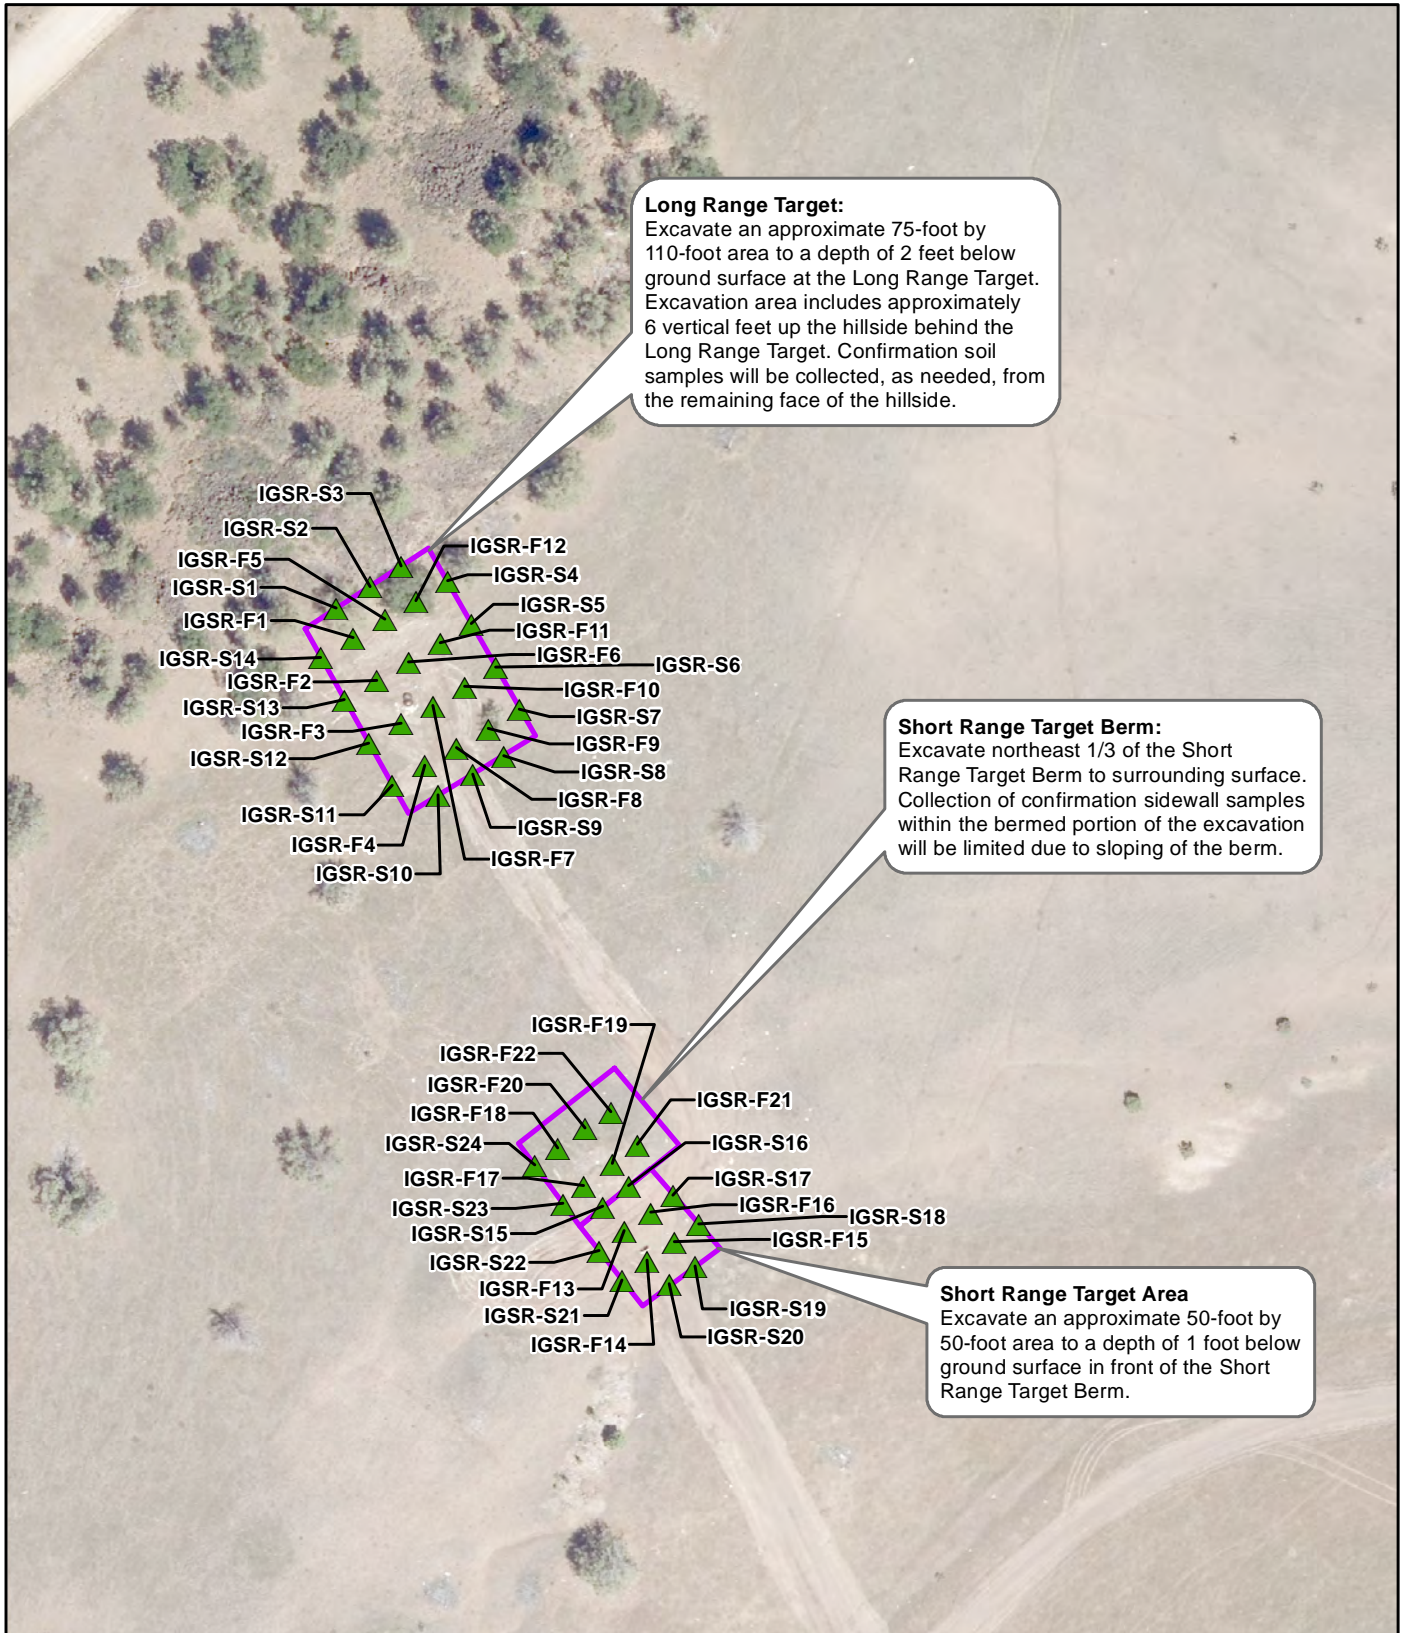 Long Range Target:
Excavate an approximate 75-foot by
110-foot area to a depth of 2 feet below
ground surface at the Long Range Target.
Excavation area includes approximately
6 vertical feet up the hillside behind the
Long Range Target. Confirmation soil
samples will be collected, as needed, from
the remaining face of the hillside.
IGSR-S3
IGSR-S2
IGSR-F12
IGSR-F5
IGSR-S4
IGSR-S1
IGSR-S5
IGSR-F1
IGSR-F11
IGSR-S14
IGSR-F6
IGSR-S6
IGSR-F2
IGSR-F10
IGSR-S13
IGSR-S7
IGSR-F3
IGSR-F9
IGSR-S12
IGSR-S8
IGSR-F8
IGSR-S11
IGSR-S9
IGSR-F4
IGSR-F7
IGSR-S10
Short Range Target Berm:
Excavate northeast 1/3 of the Short
Range Target Berm to surrounding surface.
Collection of confirmation sidewall samples
within the bermed portion of the excavation
will be limited due to sloping of the berm.
IGSR-F19
IGSR-F22
IGSR-F20
IGSR-F21
IGSR-F18
IGSR-S24
IGSR-S16
IGSR-F17
IGSR-S17
IGSR-S23
IGSR-F16
IGSR-S18
IGSR-S15
IGSR-F15
IGSR-S22
IGSR-F13
IGSR-S21
IGSR-S19
IGSR-F14
IGSR-S20
Short Range Target Area
Excavate an approximate 50-foot by
50-foot area to a depth of 1 foot below
ground surface in front of the Short
Range Target Berm.